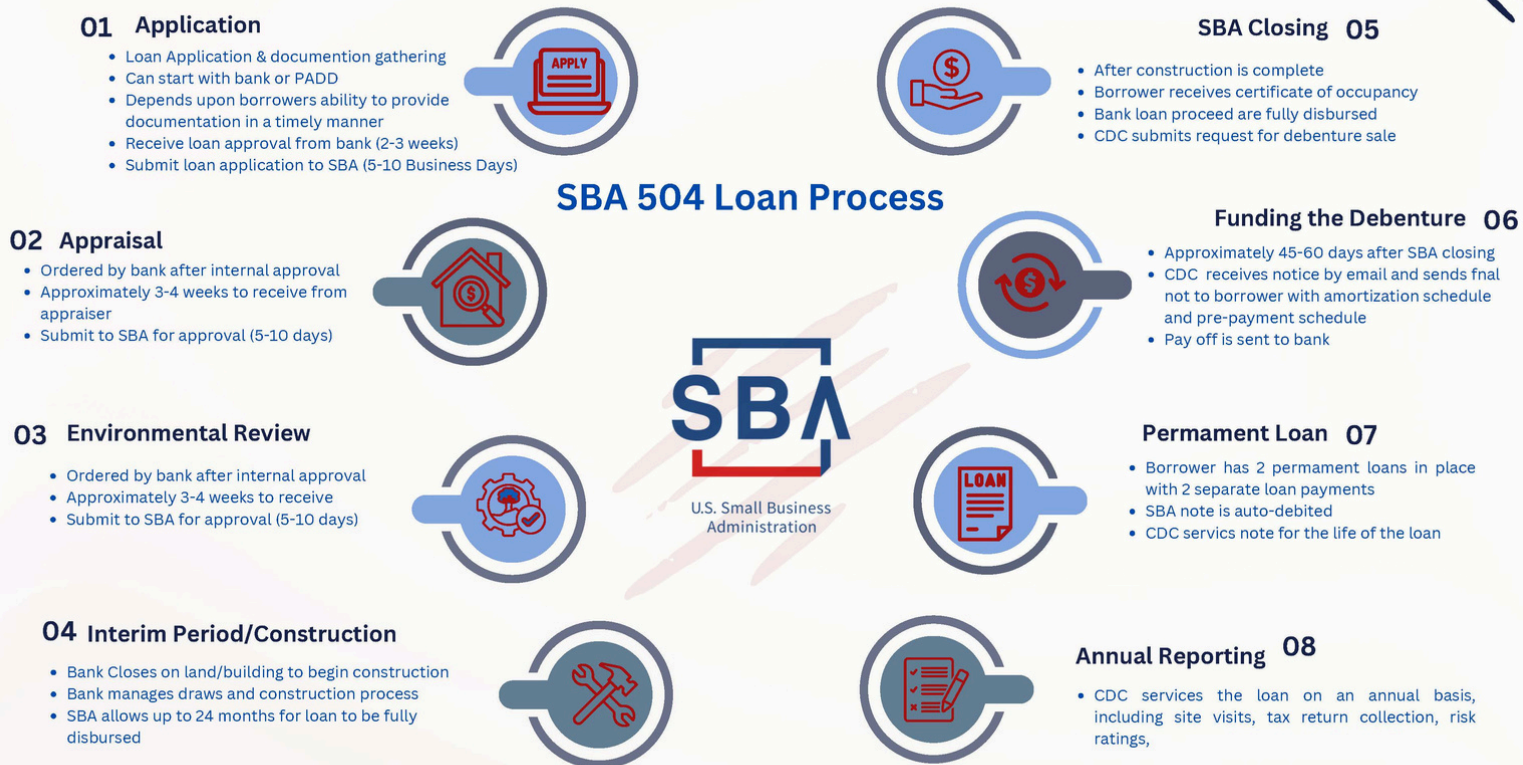 01 Application
• Loan Application & documention gathering
• Can start with bank or PADD
• Depends upon borrowers ability to provide
documentation in a timely manner
• Receive loan approval from bank (2-3 weeks)
• Submit loan application to SBA (5-10 Business Days)
APPLY
SBA 504 Loan Process
02 Appraisal
• Ordered by bank after internal approval
• Approximately 3-4 weeks to receive from
appraiser
• Submit to SBA for approval (5-10 days)
$
03 Environmental Review
• Ordered by bank after internal approval
• Approximately 3-4 weeks to receive
• Submit to SBA for approval (5-10 days)
04 Interim Period/Construction
• Bank Closes on land/building to begin construction
• Bank manages draws and construction process
• SBA allows up to 24 months for loan to be fully
disbursed
SBA
U.S. Small Business
Administration
SBA Closing 05
$
• After construction is complete
• Borrower receives certificate of occupancy
• Bank loan proceed are fully disbursed
• CDC submits request for debenture sale
Funding the Debenture 06
$
• Approximately 45-60 days after SBA closing
• CDC receives notice by email and sends fnal
not to borrower with amortization schedule
and pre-payment schedule
• Pay off is sent to bank
Permament Loan 07
LOAN
• Borrower has 2 permament loans in place
with 2 separate loan payments
• SBA note is auto-debited
• CDC servics note for the life of the loan
Annual Reporting 08
• CDC services the loan on an annual basis,
including site visits, tax return collection, risk
ratings,